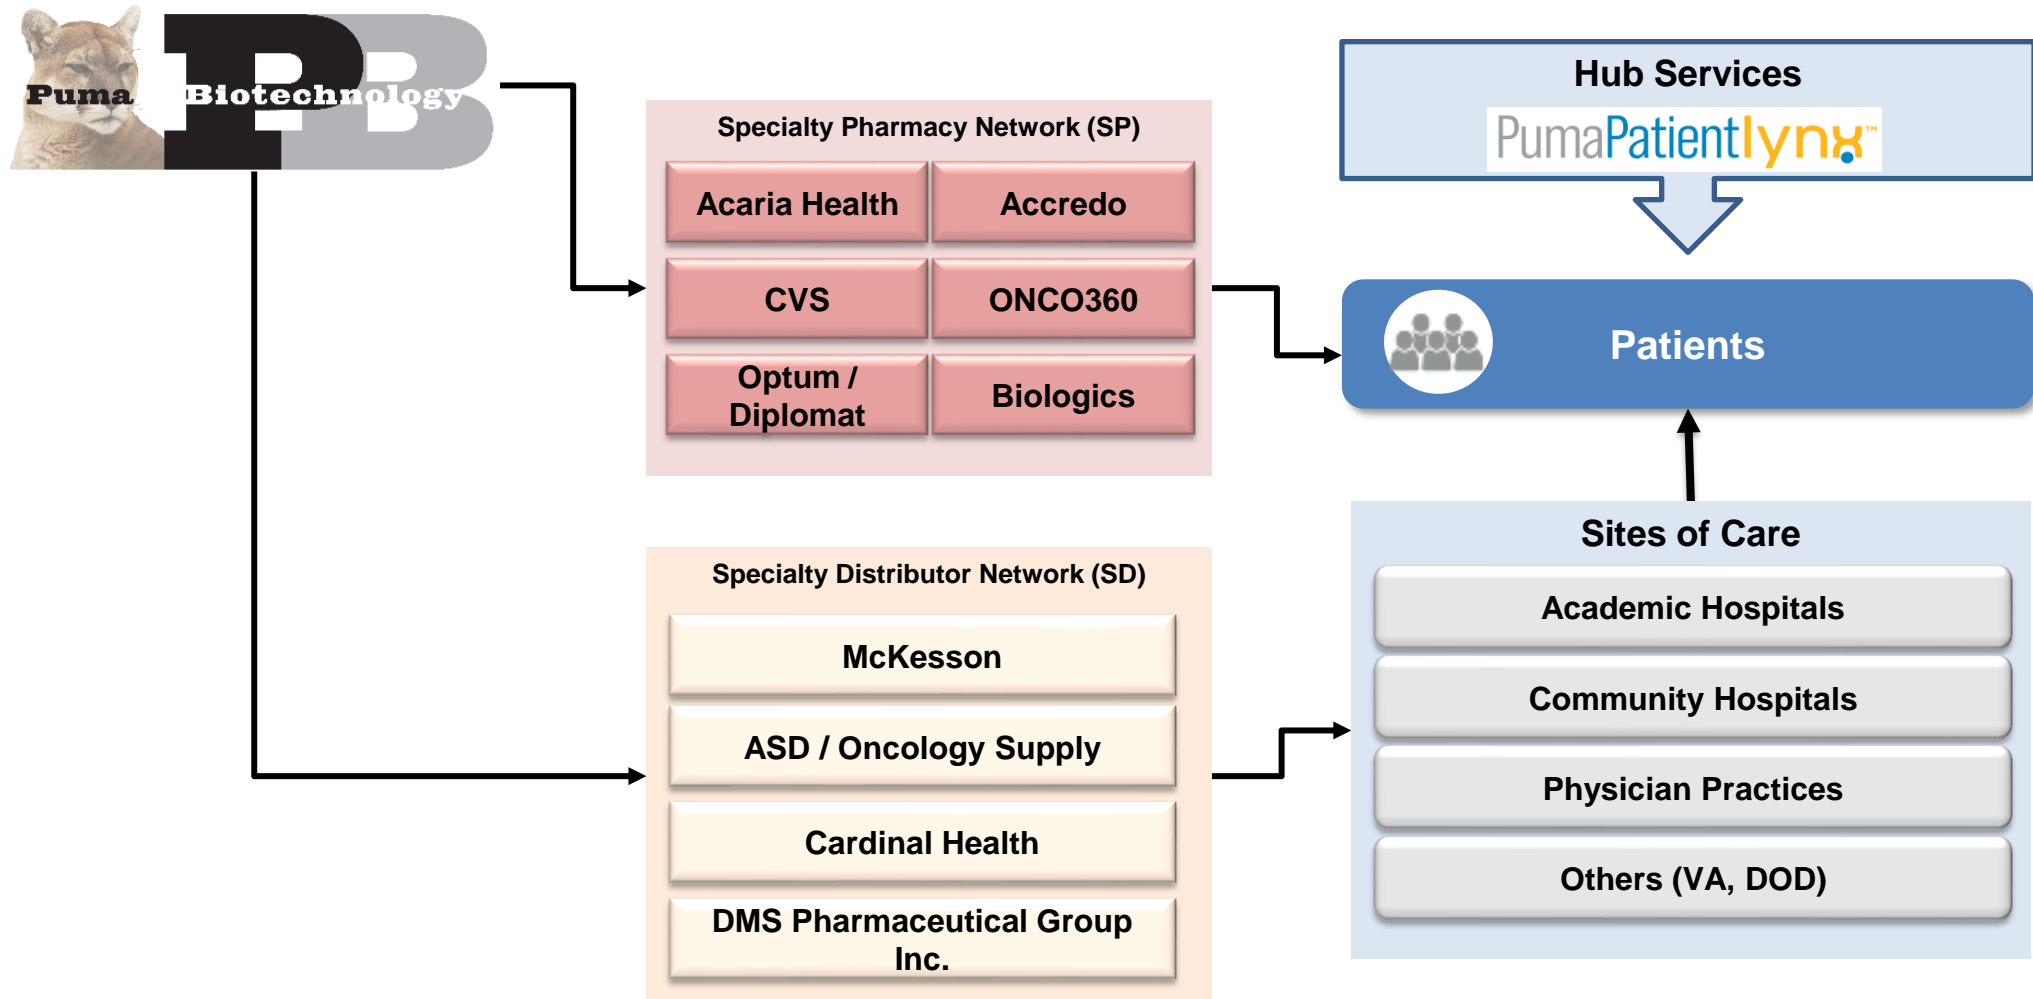 Puma Biotechnology
Specialty Pharmacy Network (SP)
Acaria Health
Accredo
CVS
ONCO360
Optum /
Diplomat
Biologics
Specialty Distributor Network (SD)
McKesson
ASD / Oncology Supply
Cardinal Health
DMS Pharmaceutical Group
Inc.
Hub Services
PumaPatientlynx™
Patients
Sites of Care
Academic Hospitals
Community Hospitals
Physician Practices
Others (VA, DOD)